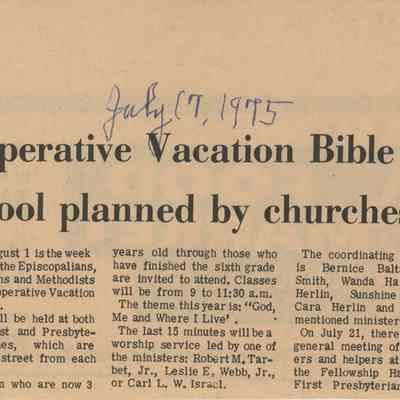 July 17, 1975
perative Vacation Bible
ool planned by churche
gust 1 is the week
the Episcopalians,
ns and Methodists
perative Vacation
ll be held at both
st and Presbyte-
es, which are
street from each
n who are now 3
years old through those who
have finished the sixth grade
are invited to attend. Classes
will be from 9 to 11:30 a.m.
The theme this year is: "God,
Me and Where I Live".
The last 15 minutes will be a
worship service led by one of
the ministers: Robert M. Tar-
bet, Jr., Leslie E. Webb, Jr.,
or Carl L. W. Israel.
The coordinating
is Bernice Balt
Smith, Wanda Ha
Herlin, Sunshine
Cara Herlin and
mentioned minister
On July 21, ther
general meeting of
ers and helpers at
the Fellowship Ha
First Presbyterian